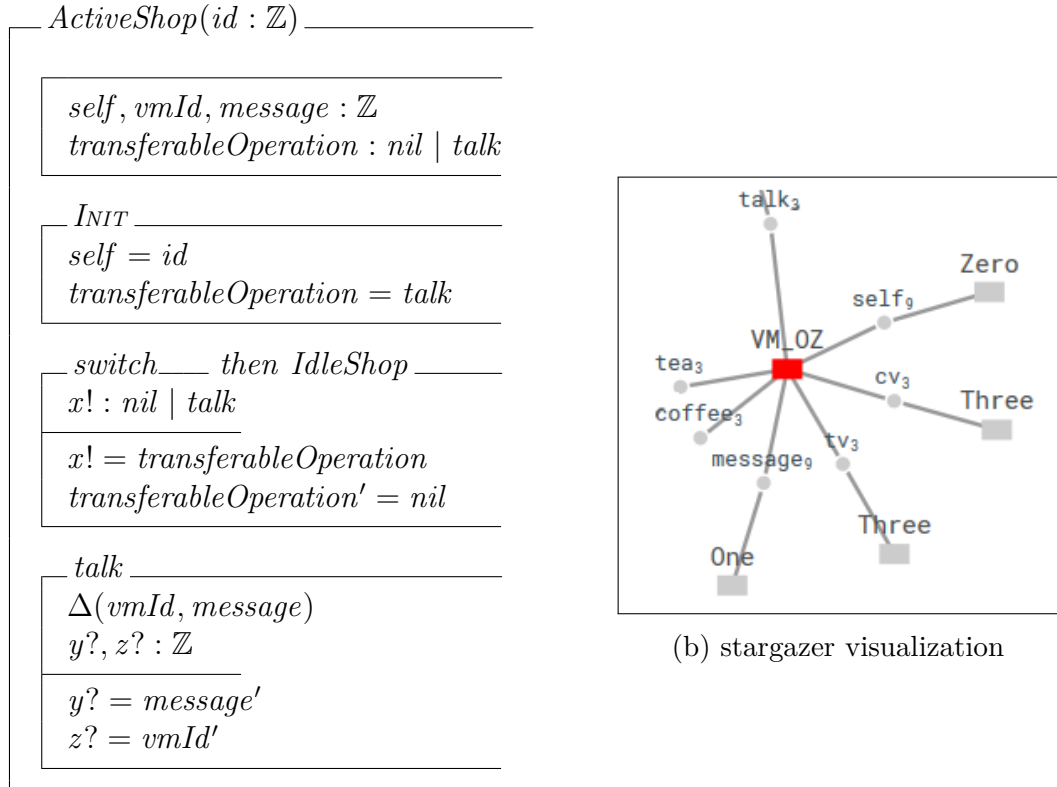 ActiveShop(id : ℤ)
self, vmId, message : ℤ
transferableOperation : nil | talk
INIT
self = id
transferableOperation = talk
switch then IdleShop
x! : nil | talk
x! = transferableOperation
transferableOperation′ = nil
talk
Δ(vmId, message)
y?, z? : ℤ
y? = message′
z? = vmId′
talk₃
Zero
self₉
VM_OZ
tea₃
cv₃
Three
coffee₃
tv₃
message₉
Three
One
(b) stargazer visualization